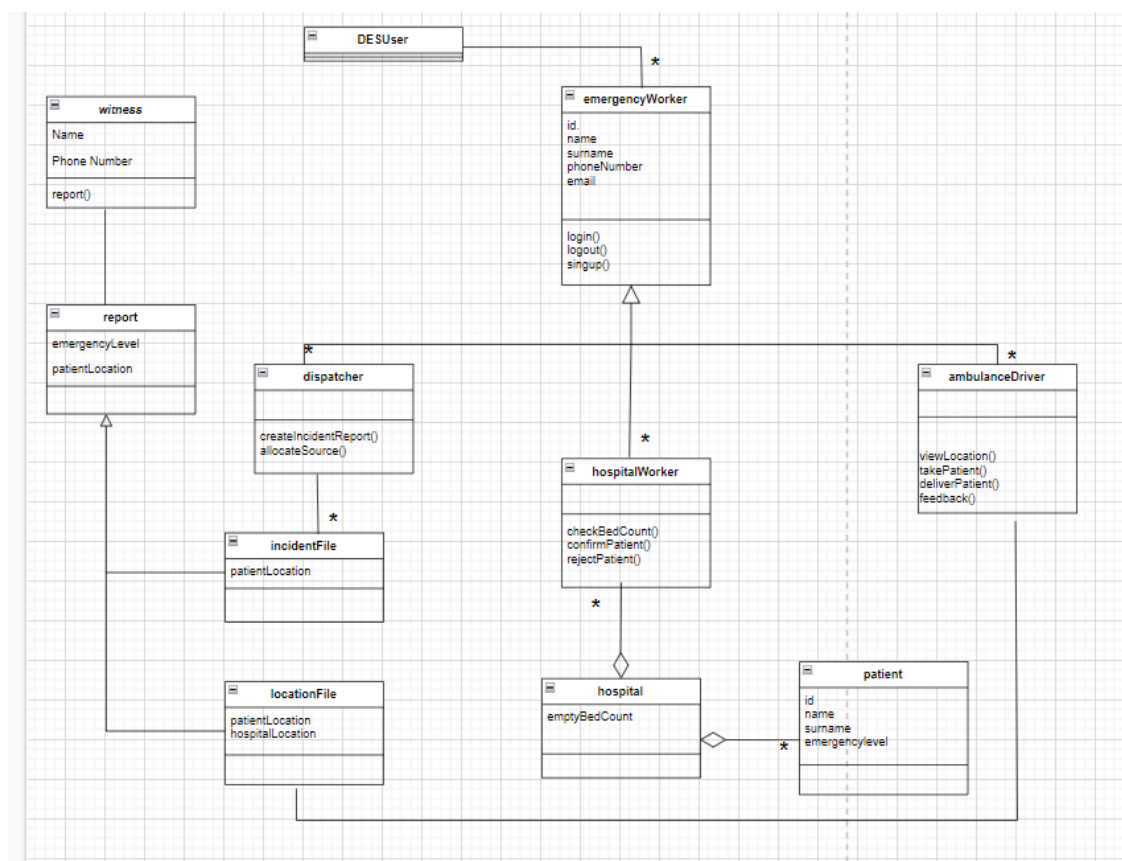 DESUser
*
witness
Name
Phone Number
report()
emergencyWorker
id.
name
surname
phoneNumber
email
login()
logout()
singup()
report
emergencyLevel
patientLocation
*
dispatcher
createIncidentReport()
allocateSource()
*
ambulanceDriver
viewLocation()
takePatient()
deliverPatient()
feedback()
*
hospitalWorker
checkBedCount()
confirmPatient()
rejectPatient()
*
*
incidentFile
patientLocation
locationFile
patientLocation
hospitalLocation
hospital
emptyBedCount
*
patient
id
name
surname
emergencylevel